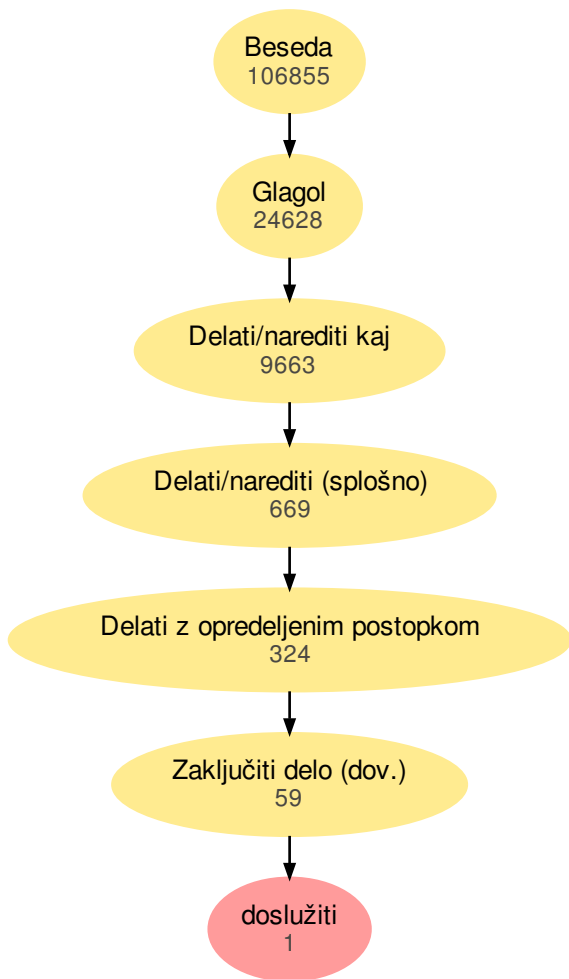 Beseda
106855
Glagol
24628
Delati/narediti kaj
9663
Delati/narediti (splošno)
669
Delati z opredeljenim postopkom
324
Zaključiti delo (dov.)
59
doslužiti
1